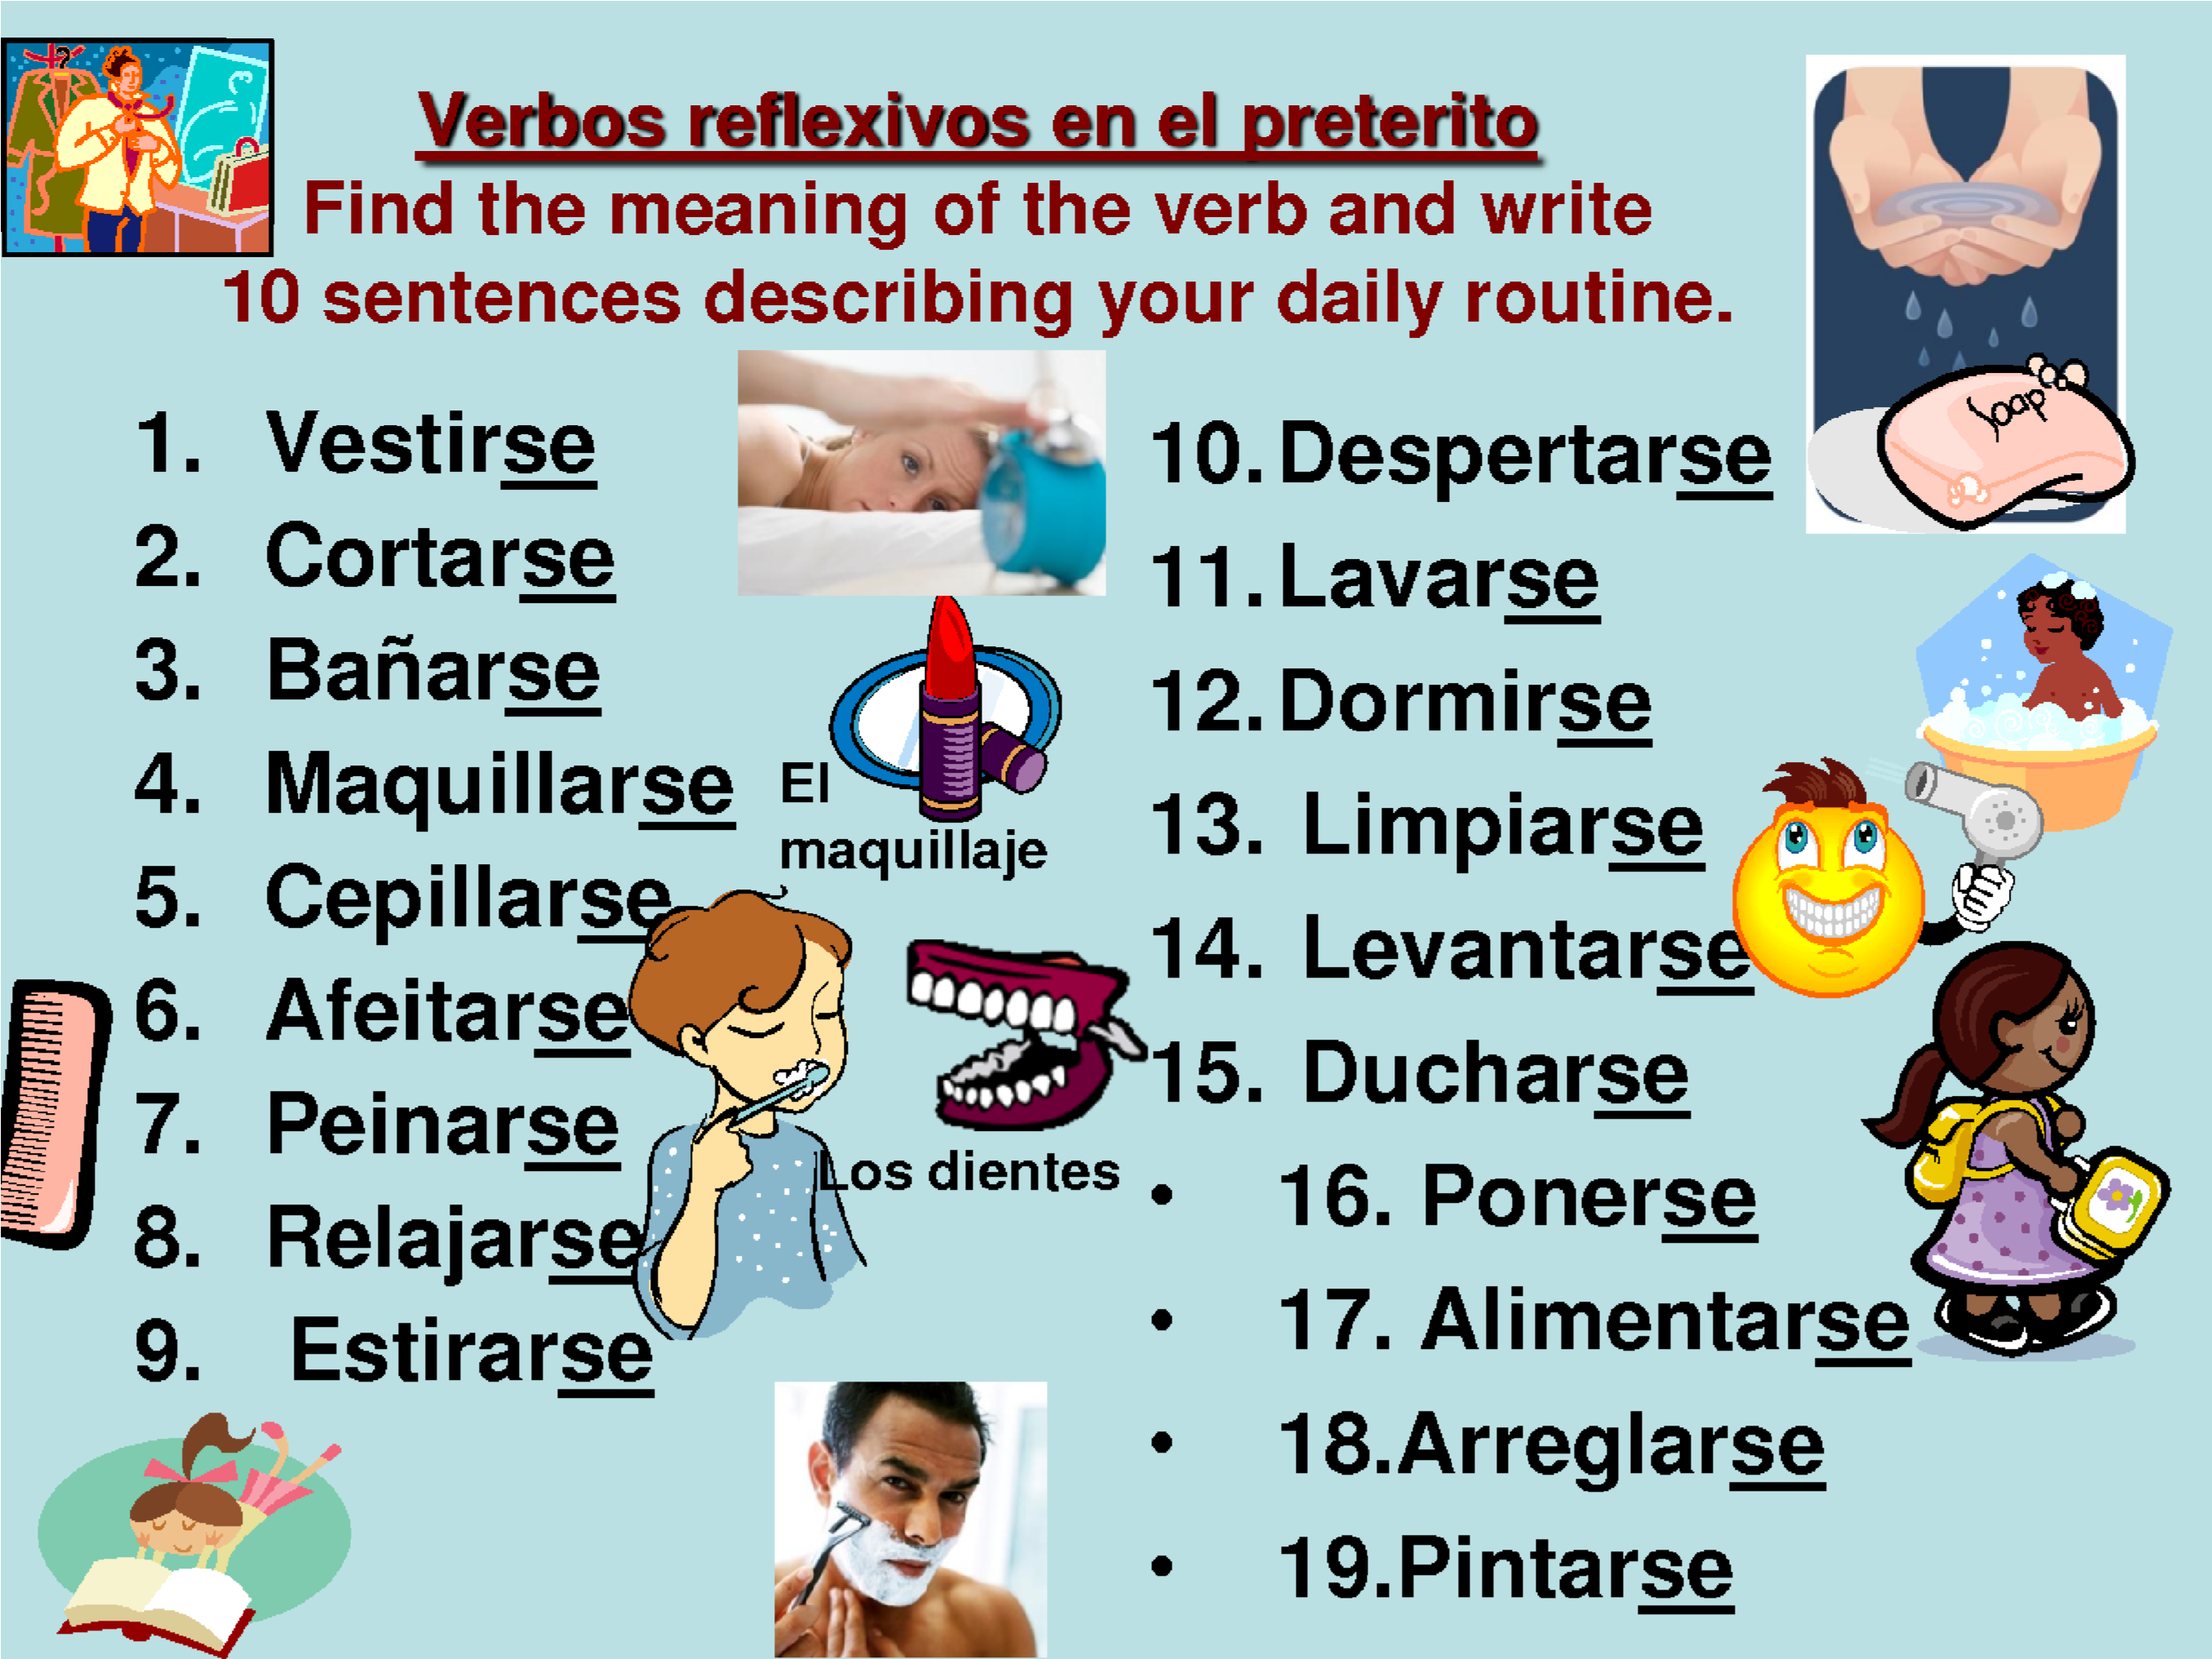 Verbos reflexivos en el preterito
Find the meaning of the verb and write
10 sentences describing your daily routine.
1. Vestirse
2. Cortarse
3. Bañarse
4. Maquillarse
5. Cepillarse
6. Afeitarse
7. Peinarse
8. Relajarse
9. Estirarse
El
maquillaje
Los dientes
10. Despertarse
11. Lavarse
12. Dormirse
13. Limpiarse
14. Levantarse
15. Ducharse
• 16. Ponerse
• 17. Alimentarse
• 18.Arreglarse
• 19.Pintarse
Soap